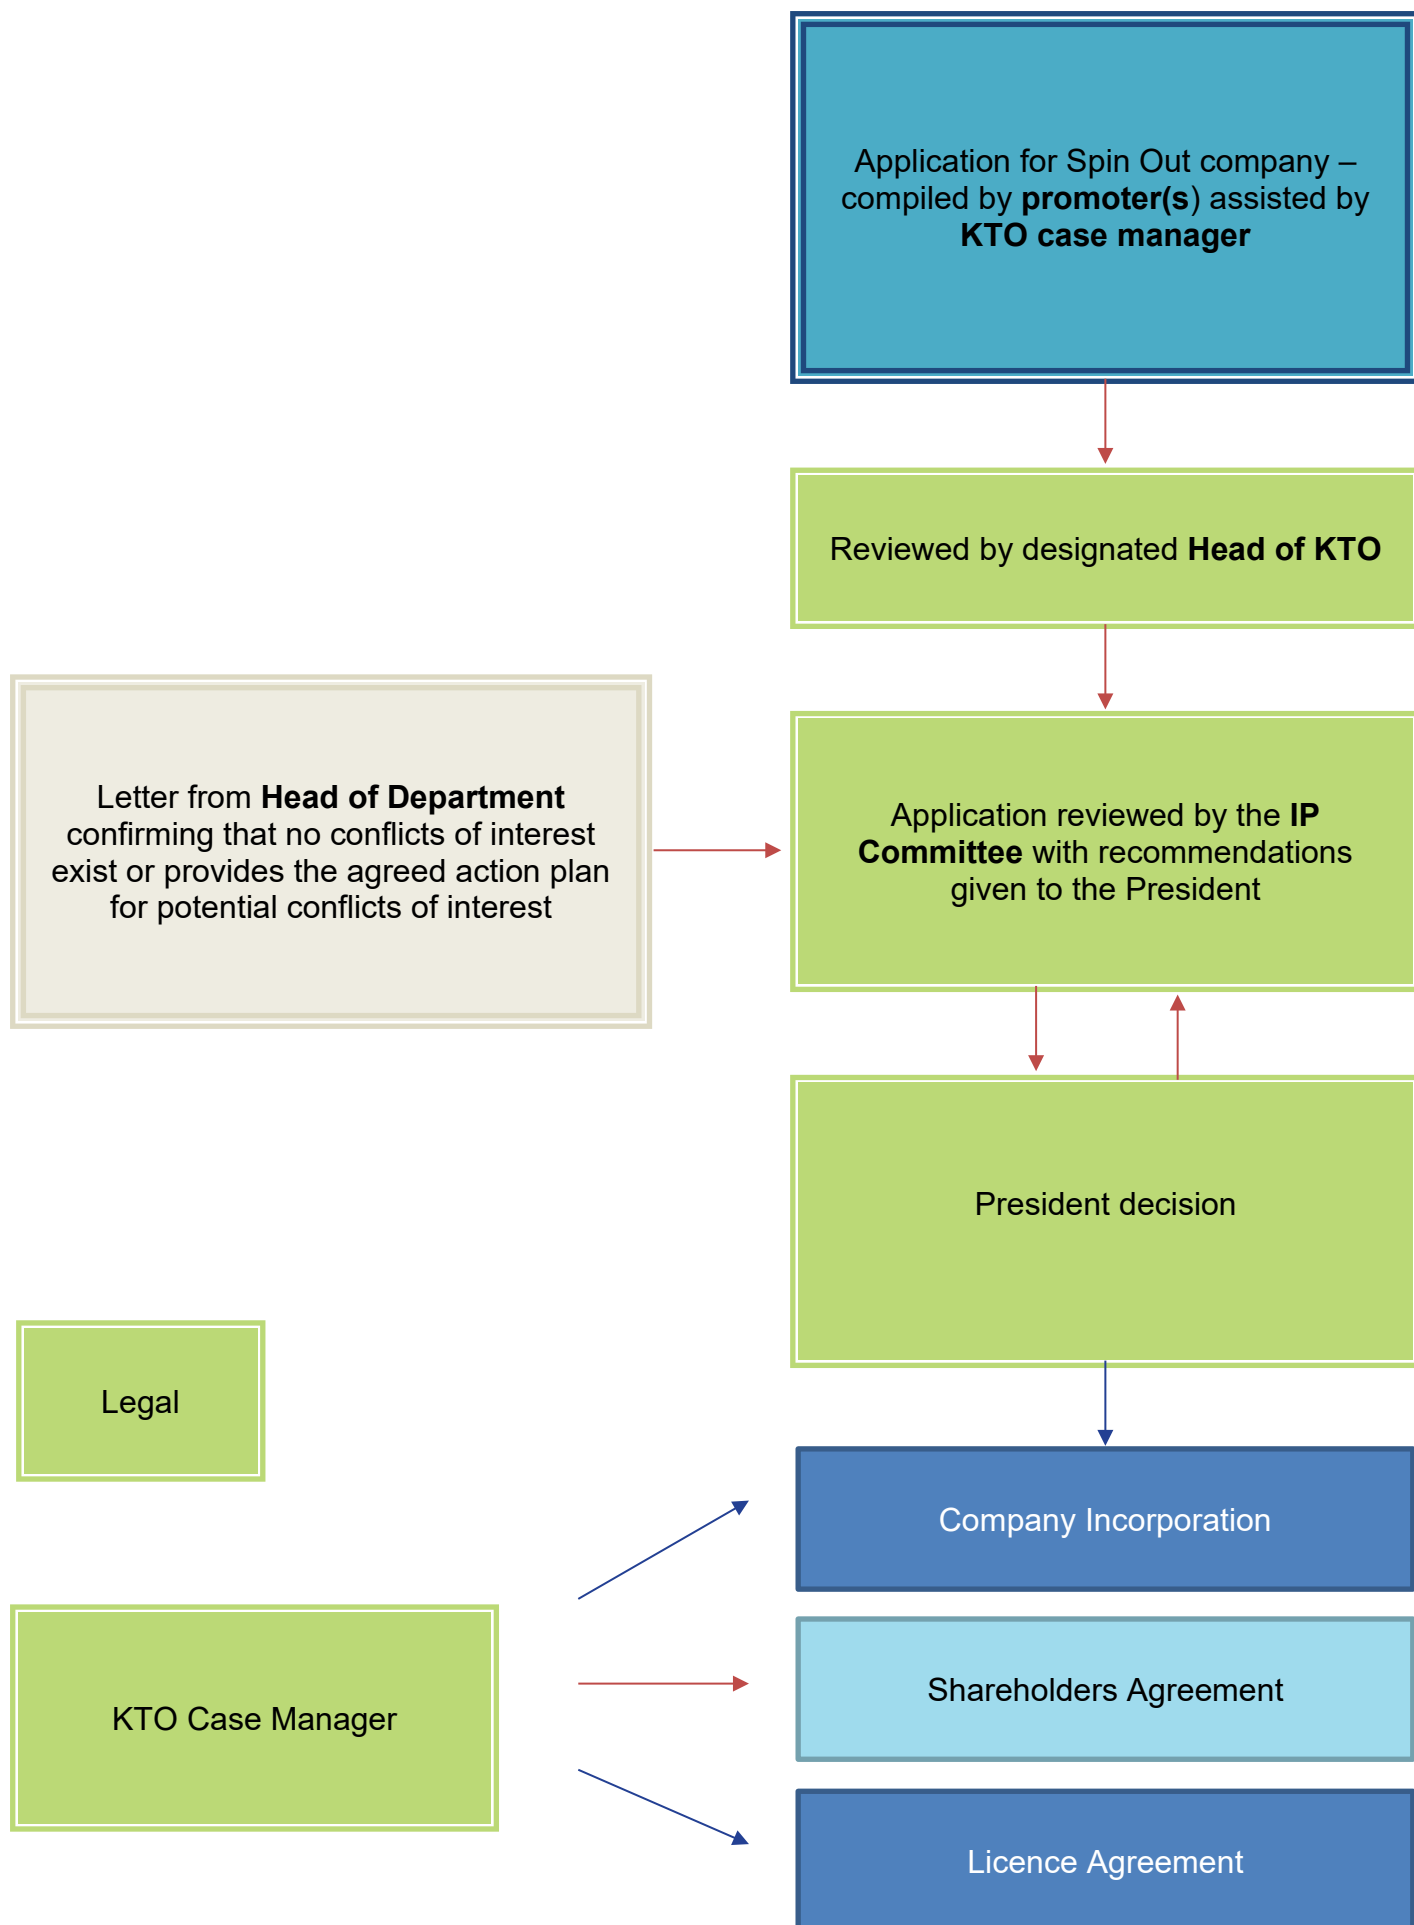 Application for Spin Out company –
compiled by promoter(s) assisted by
KTO case manager
Reviewed by designated Head of KTO
Letter from Head of Department
confirming that no conflicts of interest
exist or provides the agreed action plan
for potential conflicts of interest
Application reviewed by the IP
Committee with recommendations
given to the President
President decision
Legal
Company Incorporation
KTO Case Manager
Shareholders Agreement
Licence Agreement